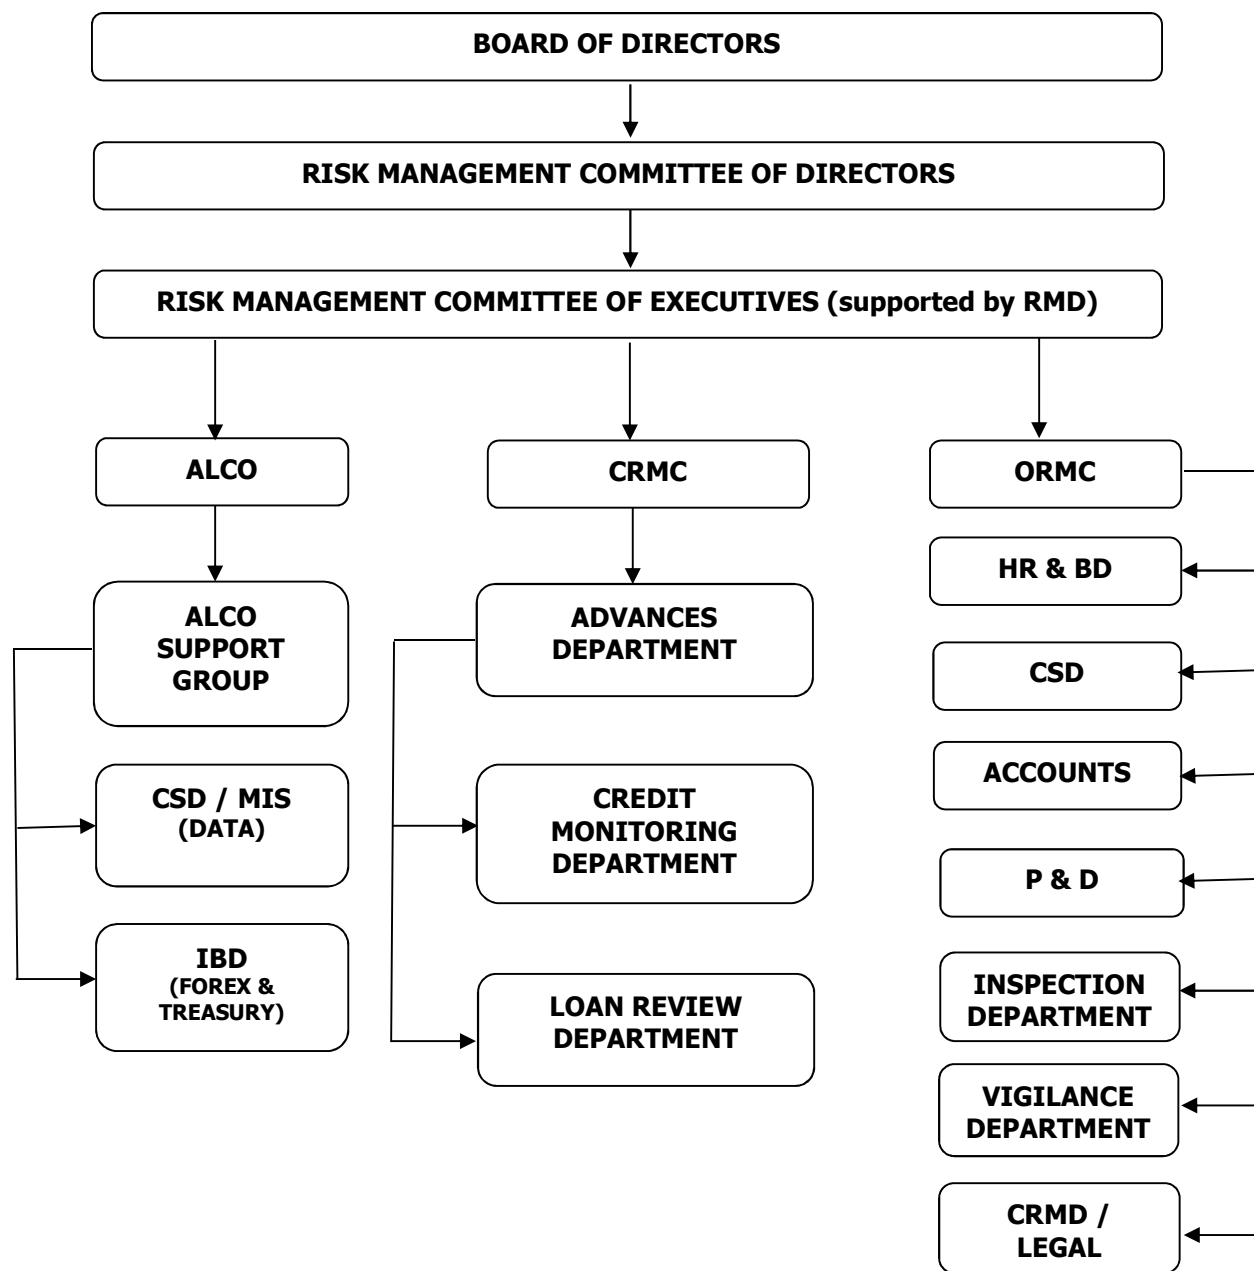 BOARD OF DIRECTORS
RISK MANAGEMENT COMMITTEE OF DIRECTORS
RISK MANAGEMENT COMMITTEE OF EXECUTIVES (supported by RMD)
ALCO
ALCO
SUPPORT
GROUP
CSD / MIS
(DATA)
IBD
(FOREX &
TREASURY)
CRMC
ADVANCES
DEPARTMENT
CREDIT
MONITORING
DEPARTMENT
LOAN REVIEW
DEPARTMENT
ORMC
HR & BD
CSD
ACCOUNTS
P & D
INSPECTION
DEPARTMENT
VIGILANCE
DEPARTMENT
CRMD /
LEGAL